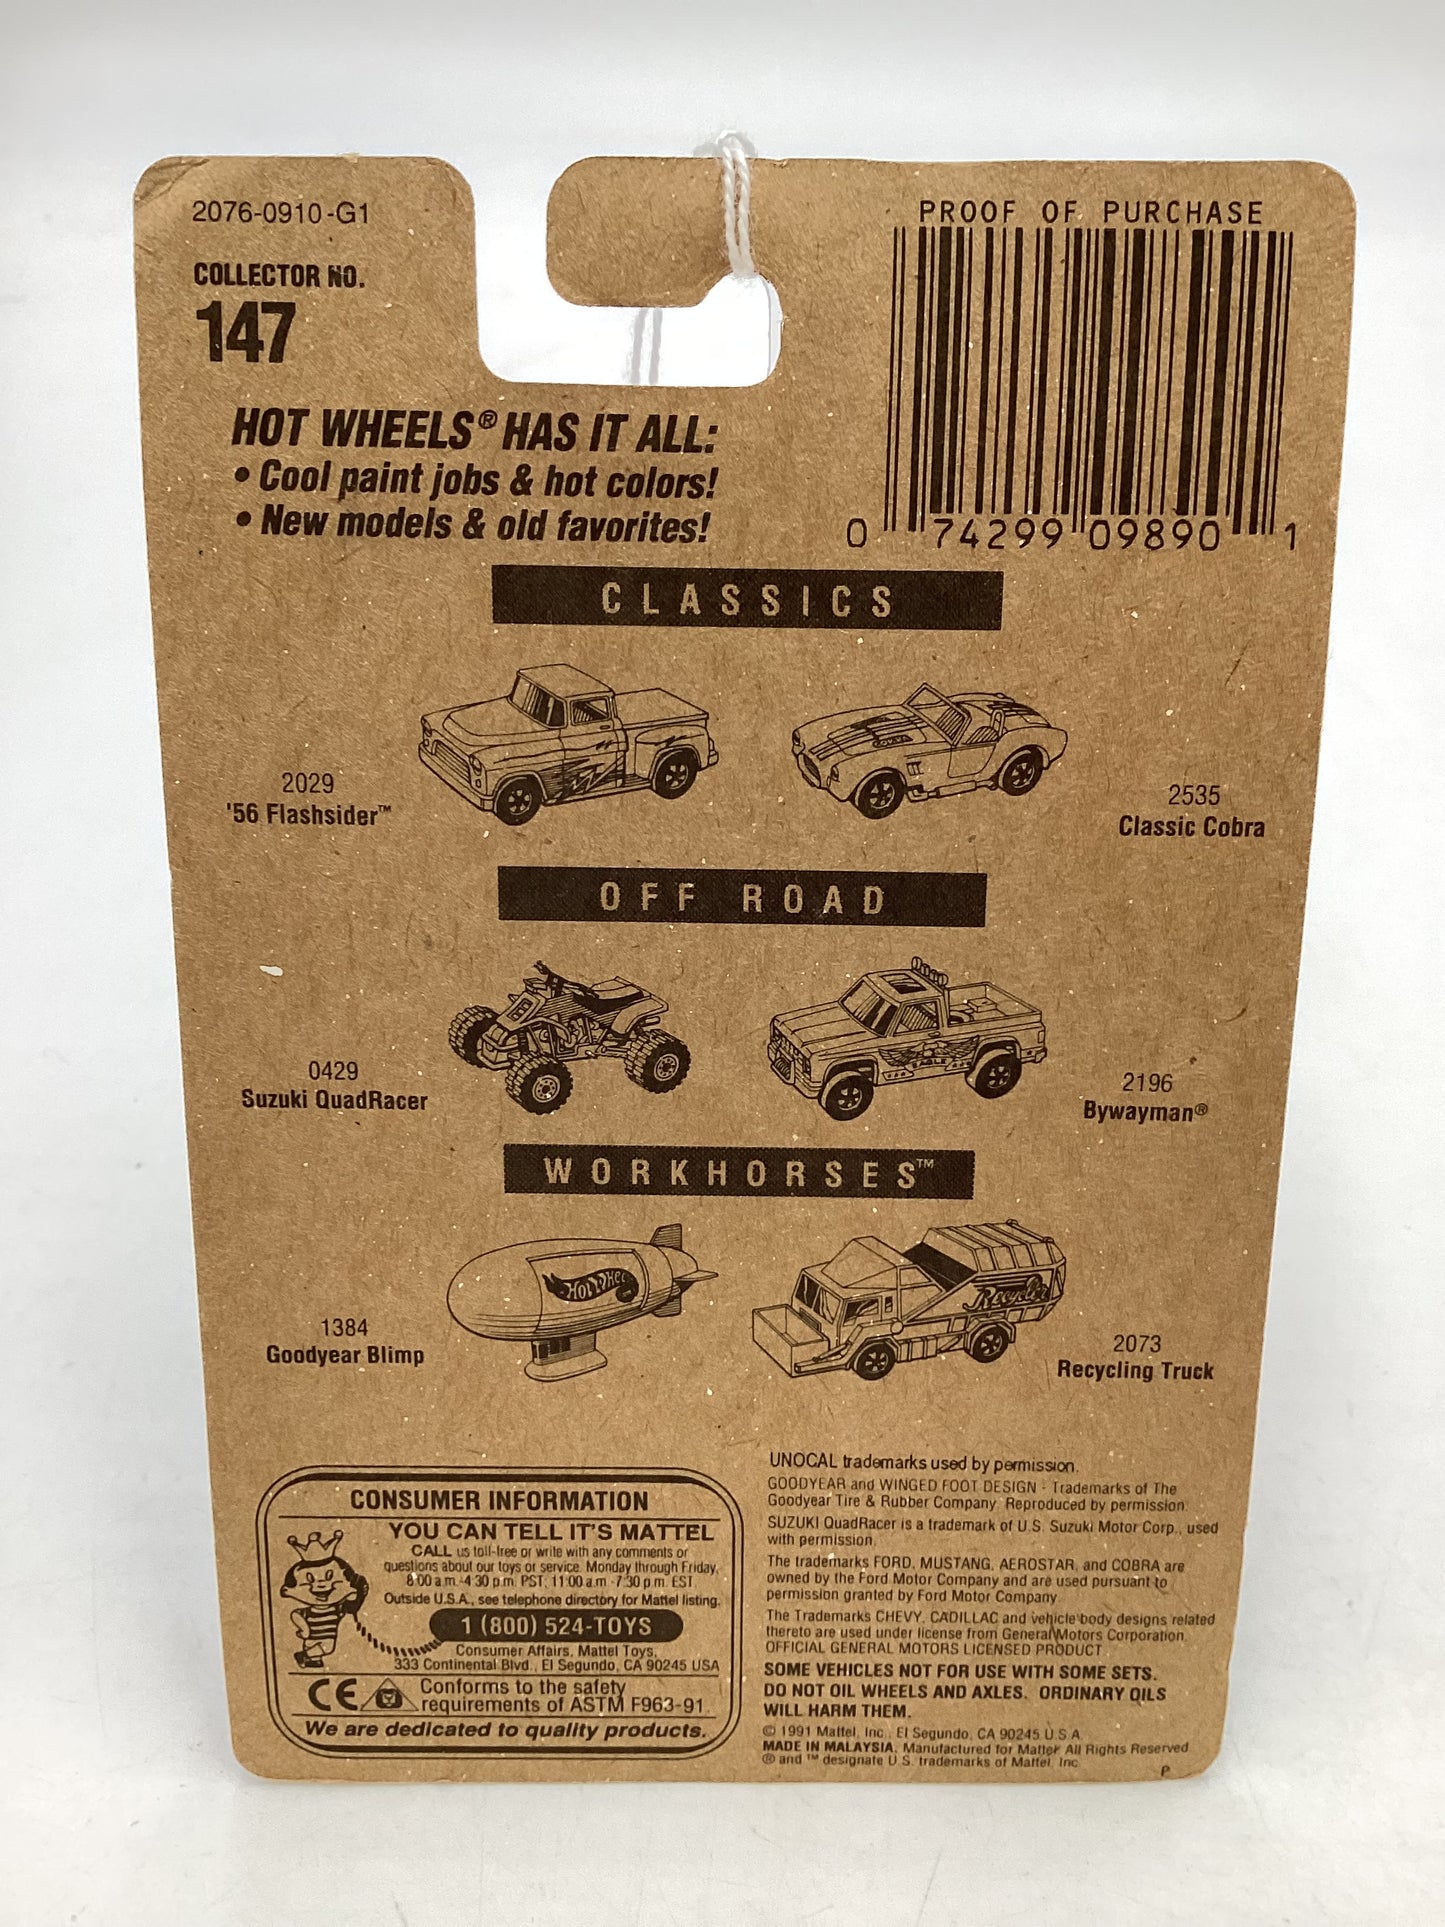 2076-0910-G1
COLLECTOR NO.
147
PROOF OF PURCHASE
0 74299 09890 1
HOT WHEELS® HAS IT ALL:
• Cool paint jobs & hot colors!
• New models & old favorites!
CLASSICS
2029
'56 Flashsider™
COBRA
2535
Classic Cobra
OFF ROAD
0429
Suzuki QuadRacer
EAGLE
2196
Bywayman®
WORKHORSES™
1384
Goodyear Blimp
Recycler
2073
Recycling Truck
CONSUMER INFORMATION
YOU CAN TELL IT'S MATTEL
CALL us toll-free or write with any comments or
questions about our toys or service. Monday through Friday,
8:00 a.m.-4:30 p.m. PST, 11:00 a.m.-7:30 p.m. EST.
Outside U.S.A., see telephone directory for Mattel listing.
1 (800) 524-TOYS
Consumer Affairs, Mattel Toys,
333 Continental Blvd., El Segundo, CA 90245 USA
CE
Conforms to the safety
requirements of ASTM F963-91.
We are dedicated to quality products.
UNOCAL trademarks used by permission.
GOODYEAR and WINGED FOOT DESIGN - Trademarks of The
Goodyear Tire & Rubber Company. Reproduced by permission.
SUZUKI QuadRacer is a trademark of U.S. Suzuki Motor Corp., used
with permission.
The trademarks FORD, MUSTANG, AEROSTAR, and COBRA are
owned by the Ford Motor Company and are used pursuant to
permission granted by Ford Motor Company.
The Trademarks CHEVY, CADILLAC and vehicle body designs related
thereto are used under license from General Motors Corporation.
OFFICIAL GENERAL MOTORS LICENSED PRODUCT.
SOME VEHICLES NOT FOR USE WITH SOME SETS.
DO NOT OIL WHEELS AND AXLES. ORDINARY OILS
WILL HARM THEM.
© 1991 Mattel, Inc., El Segundo, CA 90245 U.S.A.
MADE IN MALAYSIA. Manufactured for Mattel. All Rights Reserved.
® and ™ designate U.S. trademarks of Mattel, Inc.
P